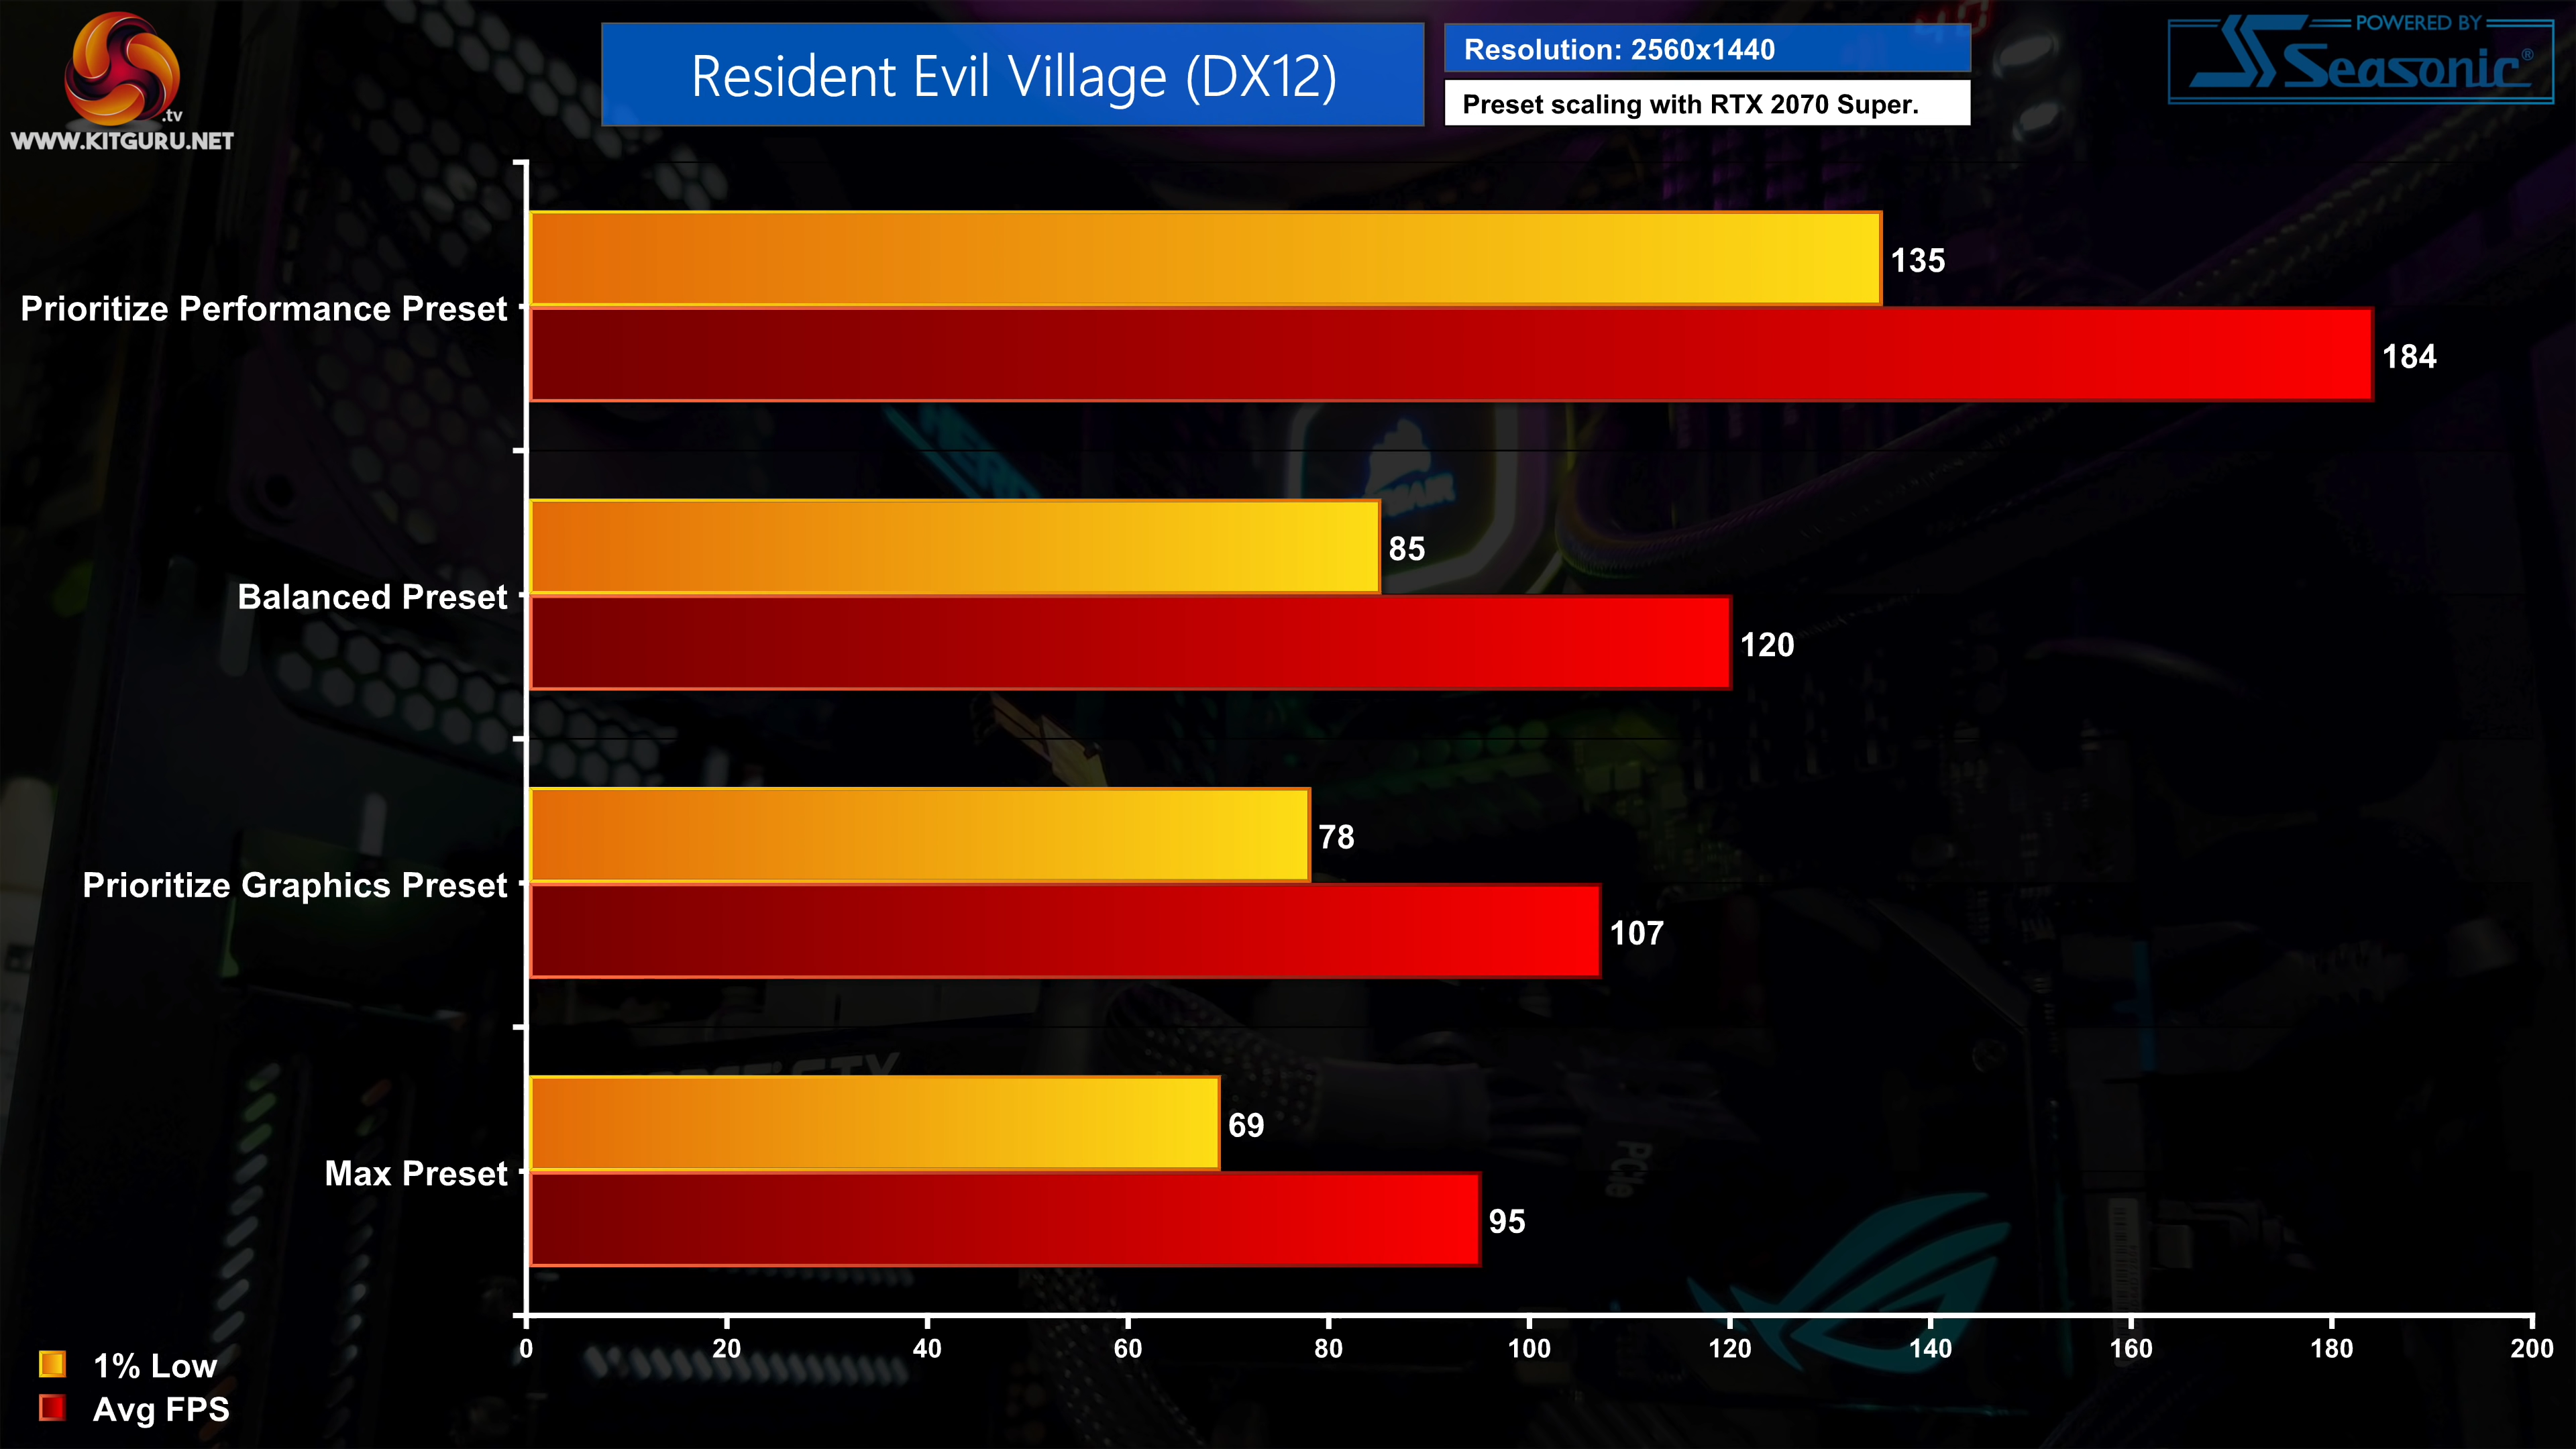 .tv
WWW.KITGURU.NET
Resident Evil Village (DX12)
Resolution: 2560x1440
Preset scaling with RTX 2070 Super.
POWERED BY
Seasonic®
Prioritize Performance Preset
135
184
Balanced Preset
85
120
Prioritize Graphics Preset
78
107
Max Preset
69
95
PCIe
0 20 40 60 80 100 120 140 160 180 200
1% Low
Avg FPS